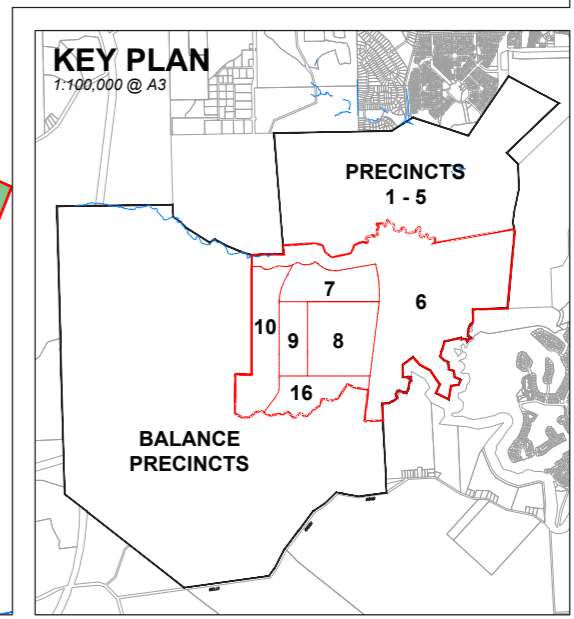 KEY PLAN
1:100,000 @ A3
PRECINCTS
1 - 5
7
6
10
9
8
16
BALANCE
PRECINCTS